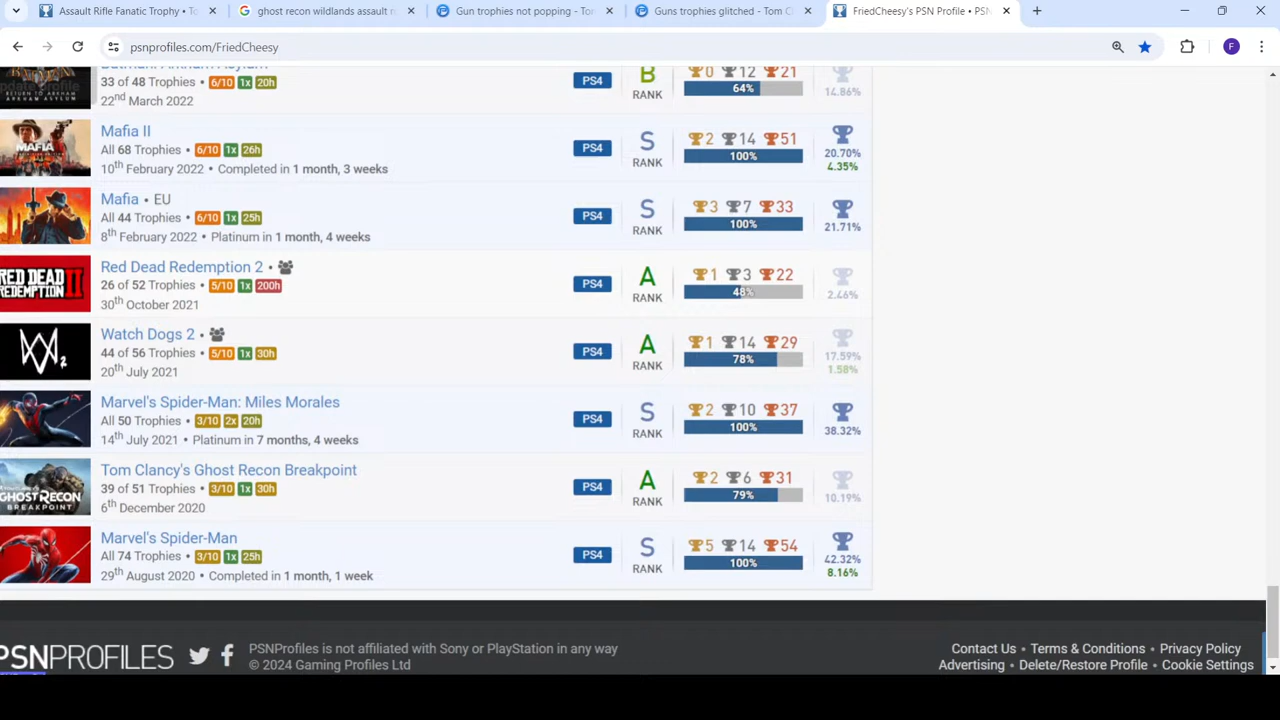 Assault Rifle Fanatic Trophy • To
ghost recon wildlands assault r
Gun trophies not popping - Tom
Guns trophies glitched - Tom C
FriedCheesy's PSN Profile • PSN
psnprofiles.com/FriedCheesy
F
Batman: Arkham Asylum
33 of 48 Trophies • 6/10 1x 20h
22nd March 2022
PS4
B
RANK
0 12 21
64%
14.86%
Mafia II
All 68 Trophies • 6/10 1x 26h
10th February 2022 • Completed in 1 month, 3 weeks
PS4
S
RANK
2 14 51
100%
20.70%
4.35%
Mafia • EU
All 44 Trophies • 6/10 1x 25h
8th February 2022 • Platinum in 1 month, 4 weeks
PS4
S
RANK
3 7 33
100%
21.71%
RED DEAD
REDEMPTION II
Red Dead Redemption 2 •
26 of 52 Trophies • 5/10 1x 200h
30th October 2021
PS4
A
RANK
1 3 22
48%
2.46%
Watch Dogs 2 •
44 of 56 Trophies • 5/10 1x 30h
20th July 2021
PS4
A
RANK
1 14 29
78%
17.59%
1.58%
Marvel's Spider-Man: Miles Morales
All 50 Trophies • 3/10 2x 20h
14th July 2021 • Platinum in 7 months, 4 weeks
PS4
S
RANK
2 10 37
100%
38.32%
GHOST RECON
BREAKPOINT
Tom Clancy's Ghost Recon Breakpoint
39 of 51 Trophies • 3/10 1x 30h
6th December 2020
PS4
A
RANK
2 6 31
79%
10.19%
Marvel's Spider-Man
All 74 Trophies • 3/10 1x 25h
29th August 2020 • Completed in 1 month, 1 week
PS4
S
RANK
5 14 54
100%
42.32%
8.16%
PSNPROFILES
PSNProfiles is not affiliated with Sony or PlayStation in any way
© 2024 Gaming Profiles Ltd
Contact Us • Terms & Conditions • Privacy Policy
Advertising • Delete/Restore Profile • Cookie Settings